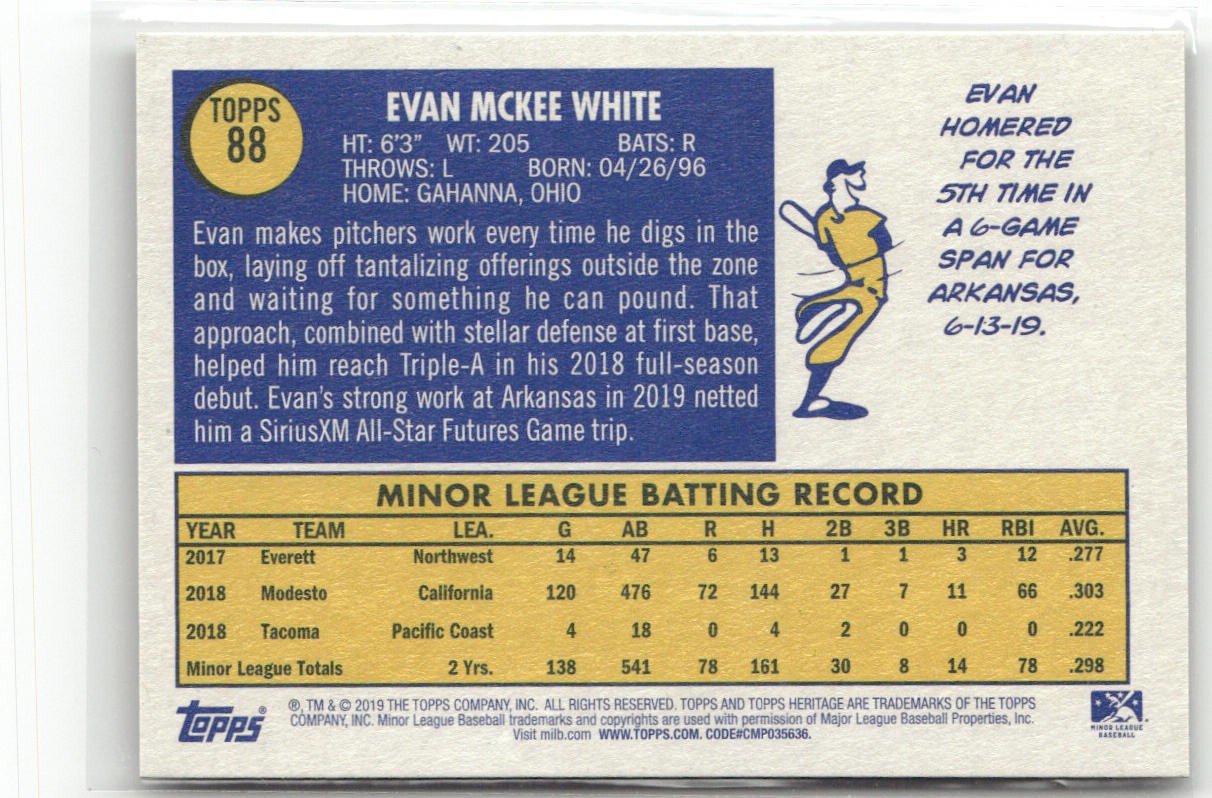 TOPPS
88
EVAN MCKEE WHITE
HT: 6'3" WT: 205 BATS: R
THROWS: L BORN: 04/26/96
HOME: GAHANNA, OHIO
Evan makes pitchers work every time he digs in the
box, laying off tantalizing offerings outside the zone
and waiting for something he can pound. That
approach, combined with stellar defense at first base,
helped him reach Triple-A in his 2018 full-season
debut. Evan's strong work at Arkansas in 2019 netted
him a SiriusXM All-Star Futures Game trip.
EVAN
HOMERED
FOR THE
5TH TIME IN
A 6-GAME
SPAN FOR
ARKANSAS,
6-13-19.
MINOR LEAGUE BATTING RECORD
YEAR TEAM LEA. G AB R H 2B 3B HR RBI AVG.
2017 Everett Northwest 14 47 6 13 1 1 3 12 .277
2018 Modesto California 120 476 72 144 27 7 11 66 .303
2018 Tacoma Pacific Coast 4 18 0 4 2 0 0 0 .222
Minor League Totals 2 Yrs. 138 541 78 161 30 8 14 78 .298
topps®
®, TM & © 2019 THE TOPPS COMPANY, INC. ALL RIGHTS RESERVED. TOPPS AND TOPPS HERITAGE ARE TRADEMARKS OF THE TOPPS
COMPANY, INC. Minor League Baseball trademarks and copyrights are used with permission of Major League Baseball Properties, Inc.
Visit milb.com WWW.TOPPS.COM. CODE#CMP035636.
MINOR LEAGUE
BASEBALL